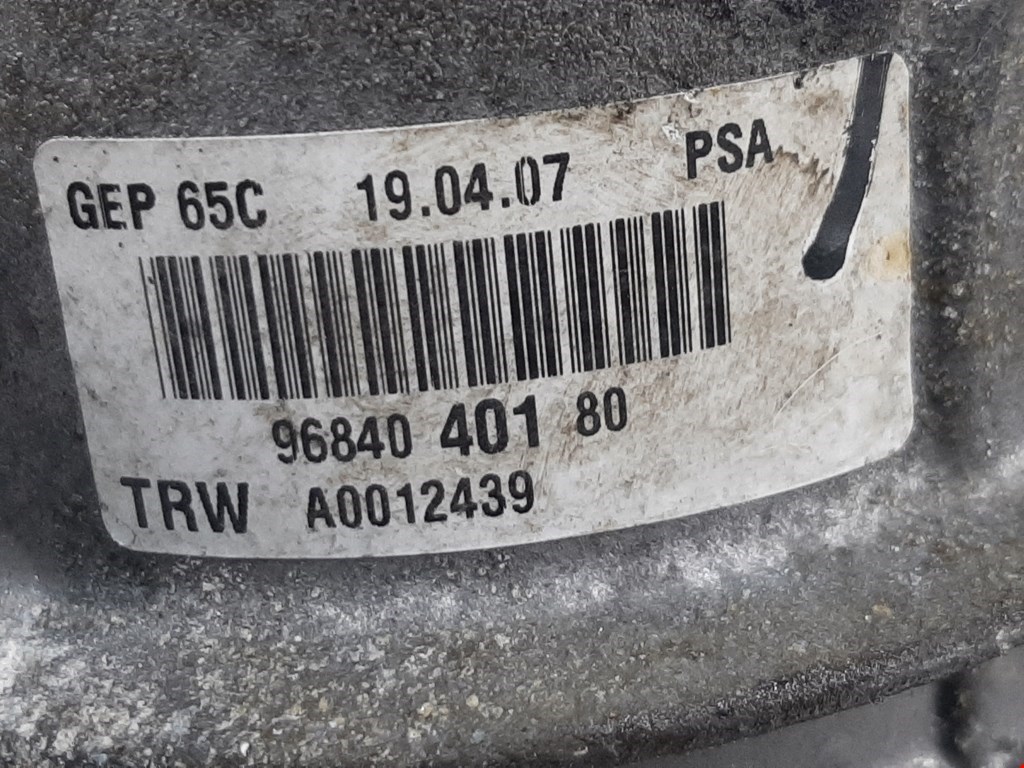 GEP 65C 19.04.07 PSA
96840 401 80
TRW A0012439